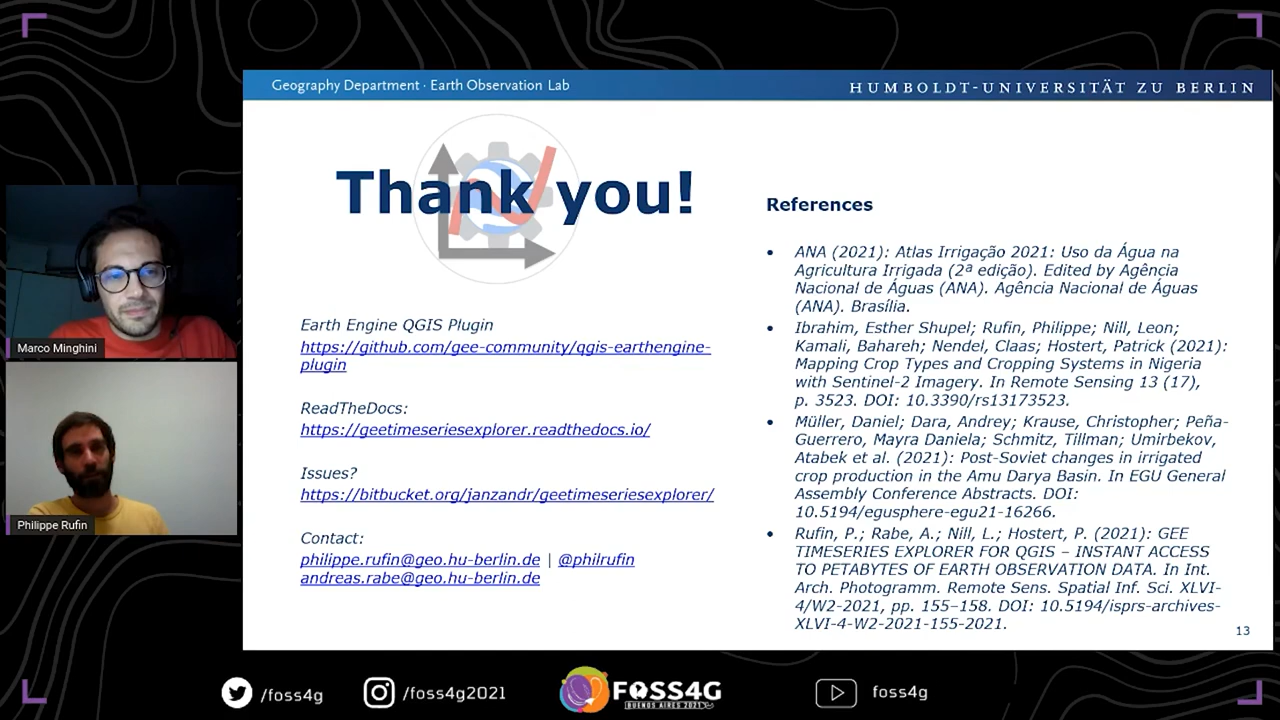 Geography Department · Earth Observation Lab
HUMBOLDT-UNIVERSITÄT ZU BERLIN
Thank you!
Earth Engine QGIS Plugin
https://github.com/gee-community/qgis-earthengine-
plugin
ReadTheDocs:
https://geetimeseriesexplorer.readthedocs.io/
Issues?
https://bitbucket.org/janzandr/geetimeseriesexplorer/
Contact:
philippe.rufin@geo.hu-berlin.de | @philrufin
andreas.rabe@geo.hu-berlin.de
References
• ANA (2021): Atlas Irrigação 2021: Uso da Água na
Agricultura Irrigada (2ª edição). Edited by Agência
Nacional de Águas (ANA). Agência Nacional de Águas
(ANA). Brasília.
• Ibrahim, Esther Shupel; Rufin, Philippe; Nill, Leon;
Kamali, Bahareh; Nendel, Claas; Hostert, Patrick (2021):
Mapping Crop Types and Cropping Systems in Nigeria
with Sentinel-2 Imagery. In Remote Sensing 13 (17),
p. 3523. DOI: 10.3390/rs13173523.
• Müller, Daniel; Dara, Andrey; Krause, Christopher; Peña-
Guerrero, Mayra Daniela; Schmitz, Tillman; Umirbekov,
Atabek et al. (2021): Post-Soviet changes in irrigated
crop production in the Amu Darya Basin. In EGU General
Assembly Conference Abstracts. DOI:
10.5194/egusphere-egu21-16266.
• Rufin, P.; Rabe, A.; Nill, L.; Hostert, P. (2021): GEE
TIMESERIES EXPLORER FOR QGIS – INSTANT ACCESS
TO PETABYTES OF EARTH OBSERVATION DATA. In Int.
Arch. Photogramm. Remote Sens. Spatial Inf. Sci. XLVI-
4/W2-2021, pp. 155–158. DOI: 10.5194/isprs-archives-
XLVI-4-W2-2021-155-2021.
13
Marco Minghini
Philippe Rufin
/foss4g
/foss4g2021
FOSS4G
BUENOS AIRES 2021
foss4g